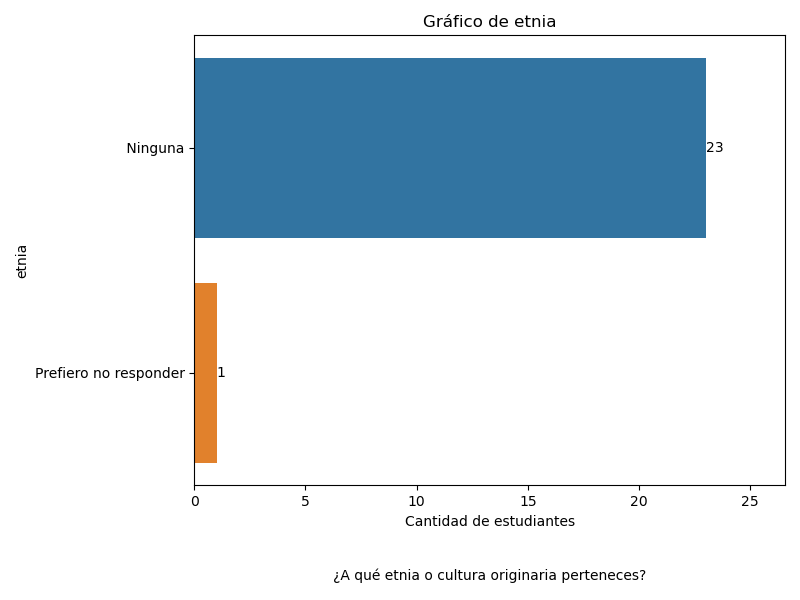 Gráfico de etnia
Ninguna
23
etnia
Prefiero no responder
1
0 5 10 15 20 25
Cantidad de estudiantes
¿A qué etnia o cultura originaria perteneces?